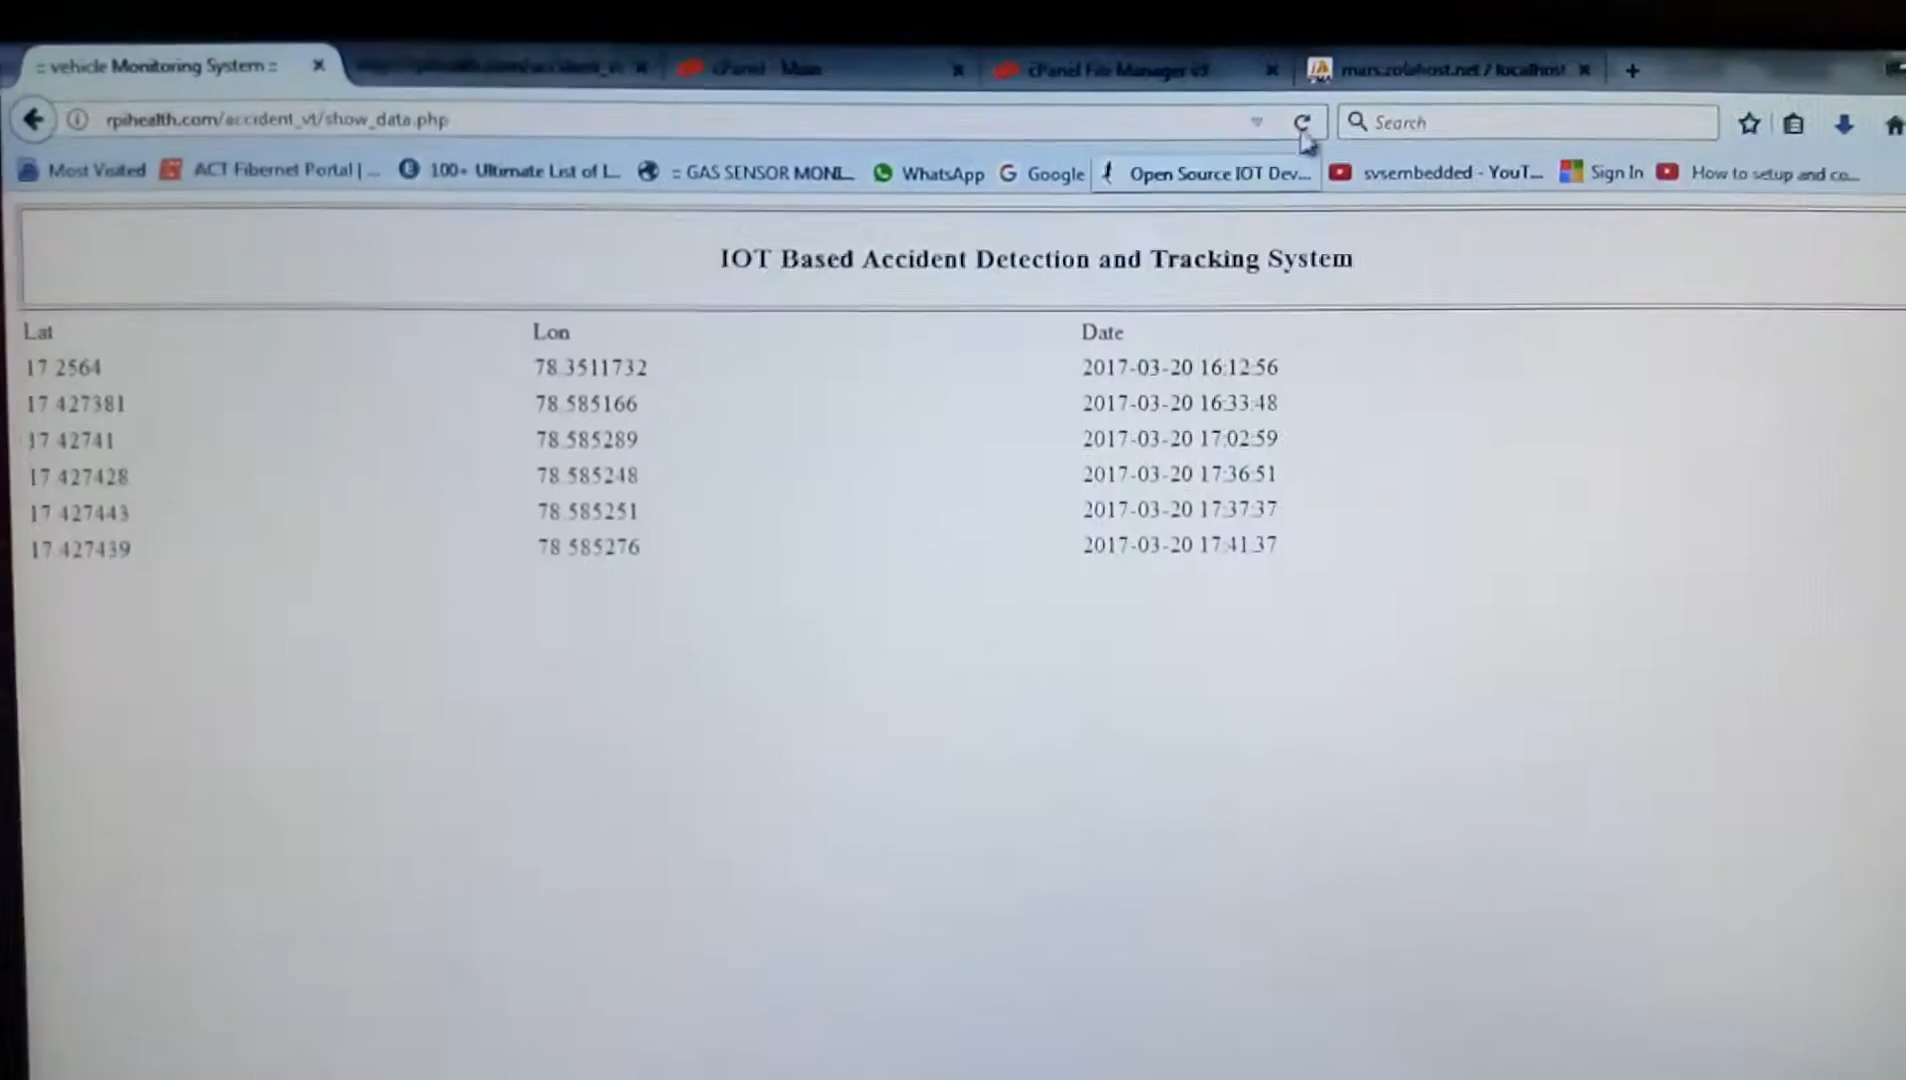 :: vehicle Monitoring System :: cPanel Main cPanel File Manager v3 mars.zolahost.net / localhost
rpihealth.com/accident_vt/show_data.php Search
Most Visited ACT Fibernet Portal | ... 100+ Ultimate List of I... :: GAS SENSOR MONI... WhatsApp Google Open Source IOT Dev... svsembedded - YouT... Sign In How to setup and co...
IOT Based Accident Detection and Tracking System
Lat Lon Date
17.2564 78.3511732 2017-03-20 16:12:56
17.427381 78.585166 2017-03-20 16:33:48
17.42741 78.585289 2017-03-20 17:02:59
17.427428 78.585248 2017-03-20 17:36:51
17.427443 78.585251 2017-03-20 17:37:37
17.427439 78.585276 2017-03-20 17:41:37